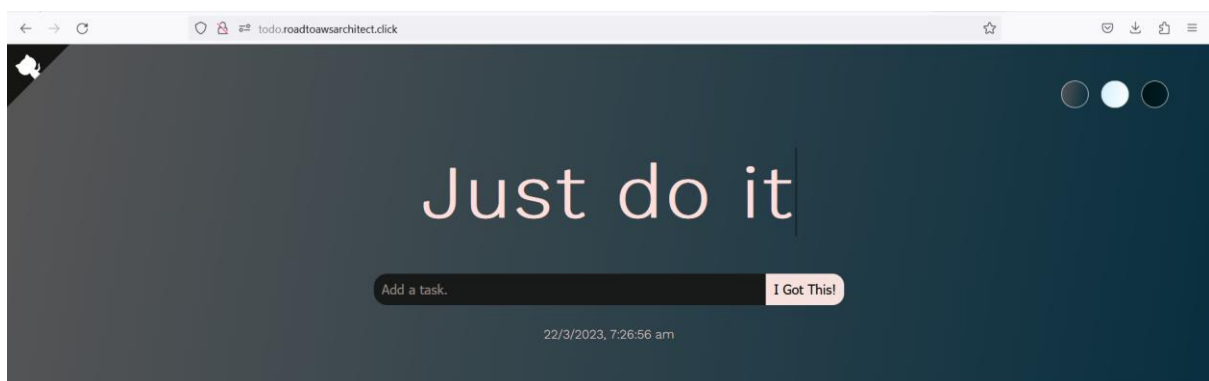 todo.roadtoawsarchitect.click
Just do it
Add a task.
I Got This!
22/3/2023, 7:26:56 am